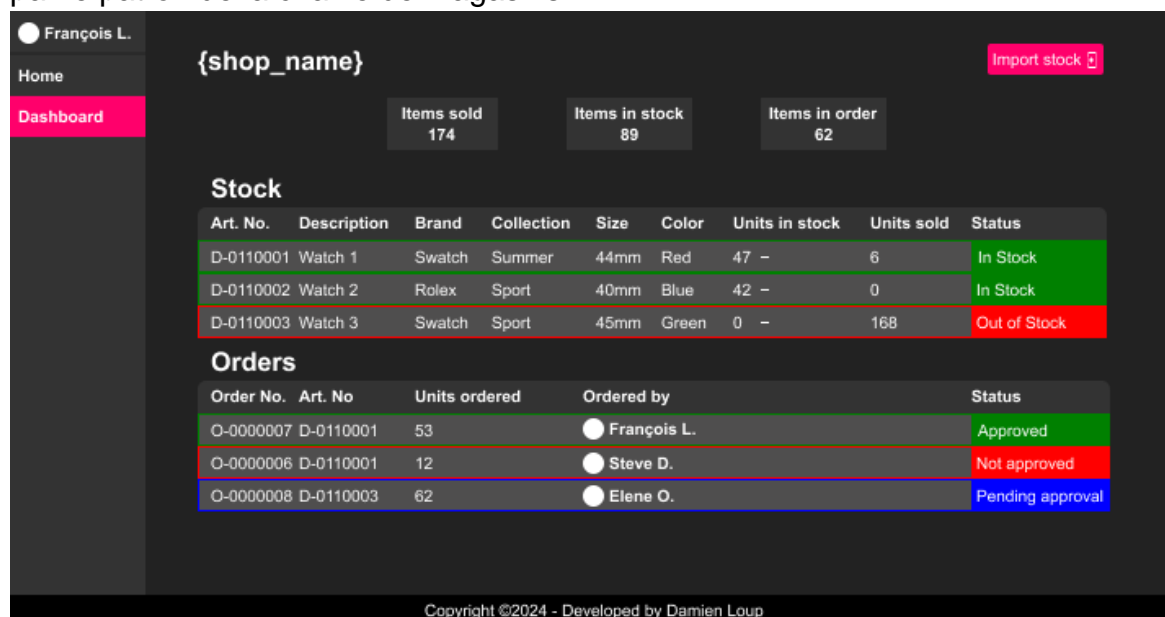 François L.
Home
Dashboard
{shop_name}
Import stock
Items sold
174
Items in stock
89
Items in order
62
Stock
Art. No. Description Brand Collection Size Color Units in stock Units sold Status
D-0110001 Watch 1 Swatch Summer 44mm Red 47 – 6 In Stock
D-0110002 Watch 2 Rolex Sport 40mm Blue 42 – 0 In Stock
D-0110003 Watch 3 Swatch Sport 45mm Green 0 – 168 Out of Stock
Orders
Order No. Art. No Units ordered Ordered by Status
O-0000007 D-0110001 53 François L. Approved
O-0000006 D-0110001 12 Steve D. Not approved
O-0000008 D-0110003 62 Elene O. Pending approval
Copyright ©2024 - Developed by Damien Loup